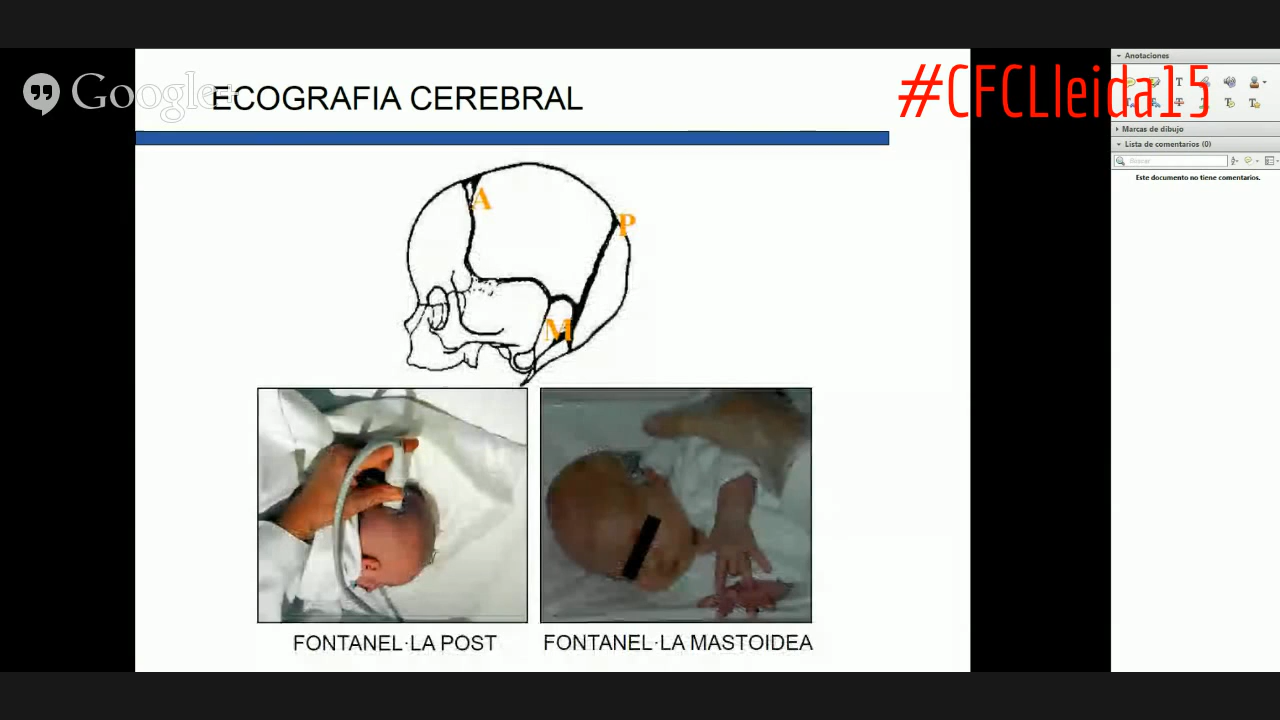 Google+
ECOGRAFIA CEREBRAL
#CFCLleida15
Anotaciones
Marcas de dibujo
Lista de comentarios (0)
Buscar
Este documento no tiene comentarios.
A
P
M
FONTANEL·LA POST
FONTANEL·LA MASTOIDEA